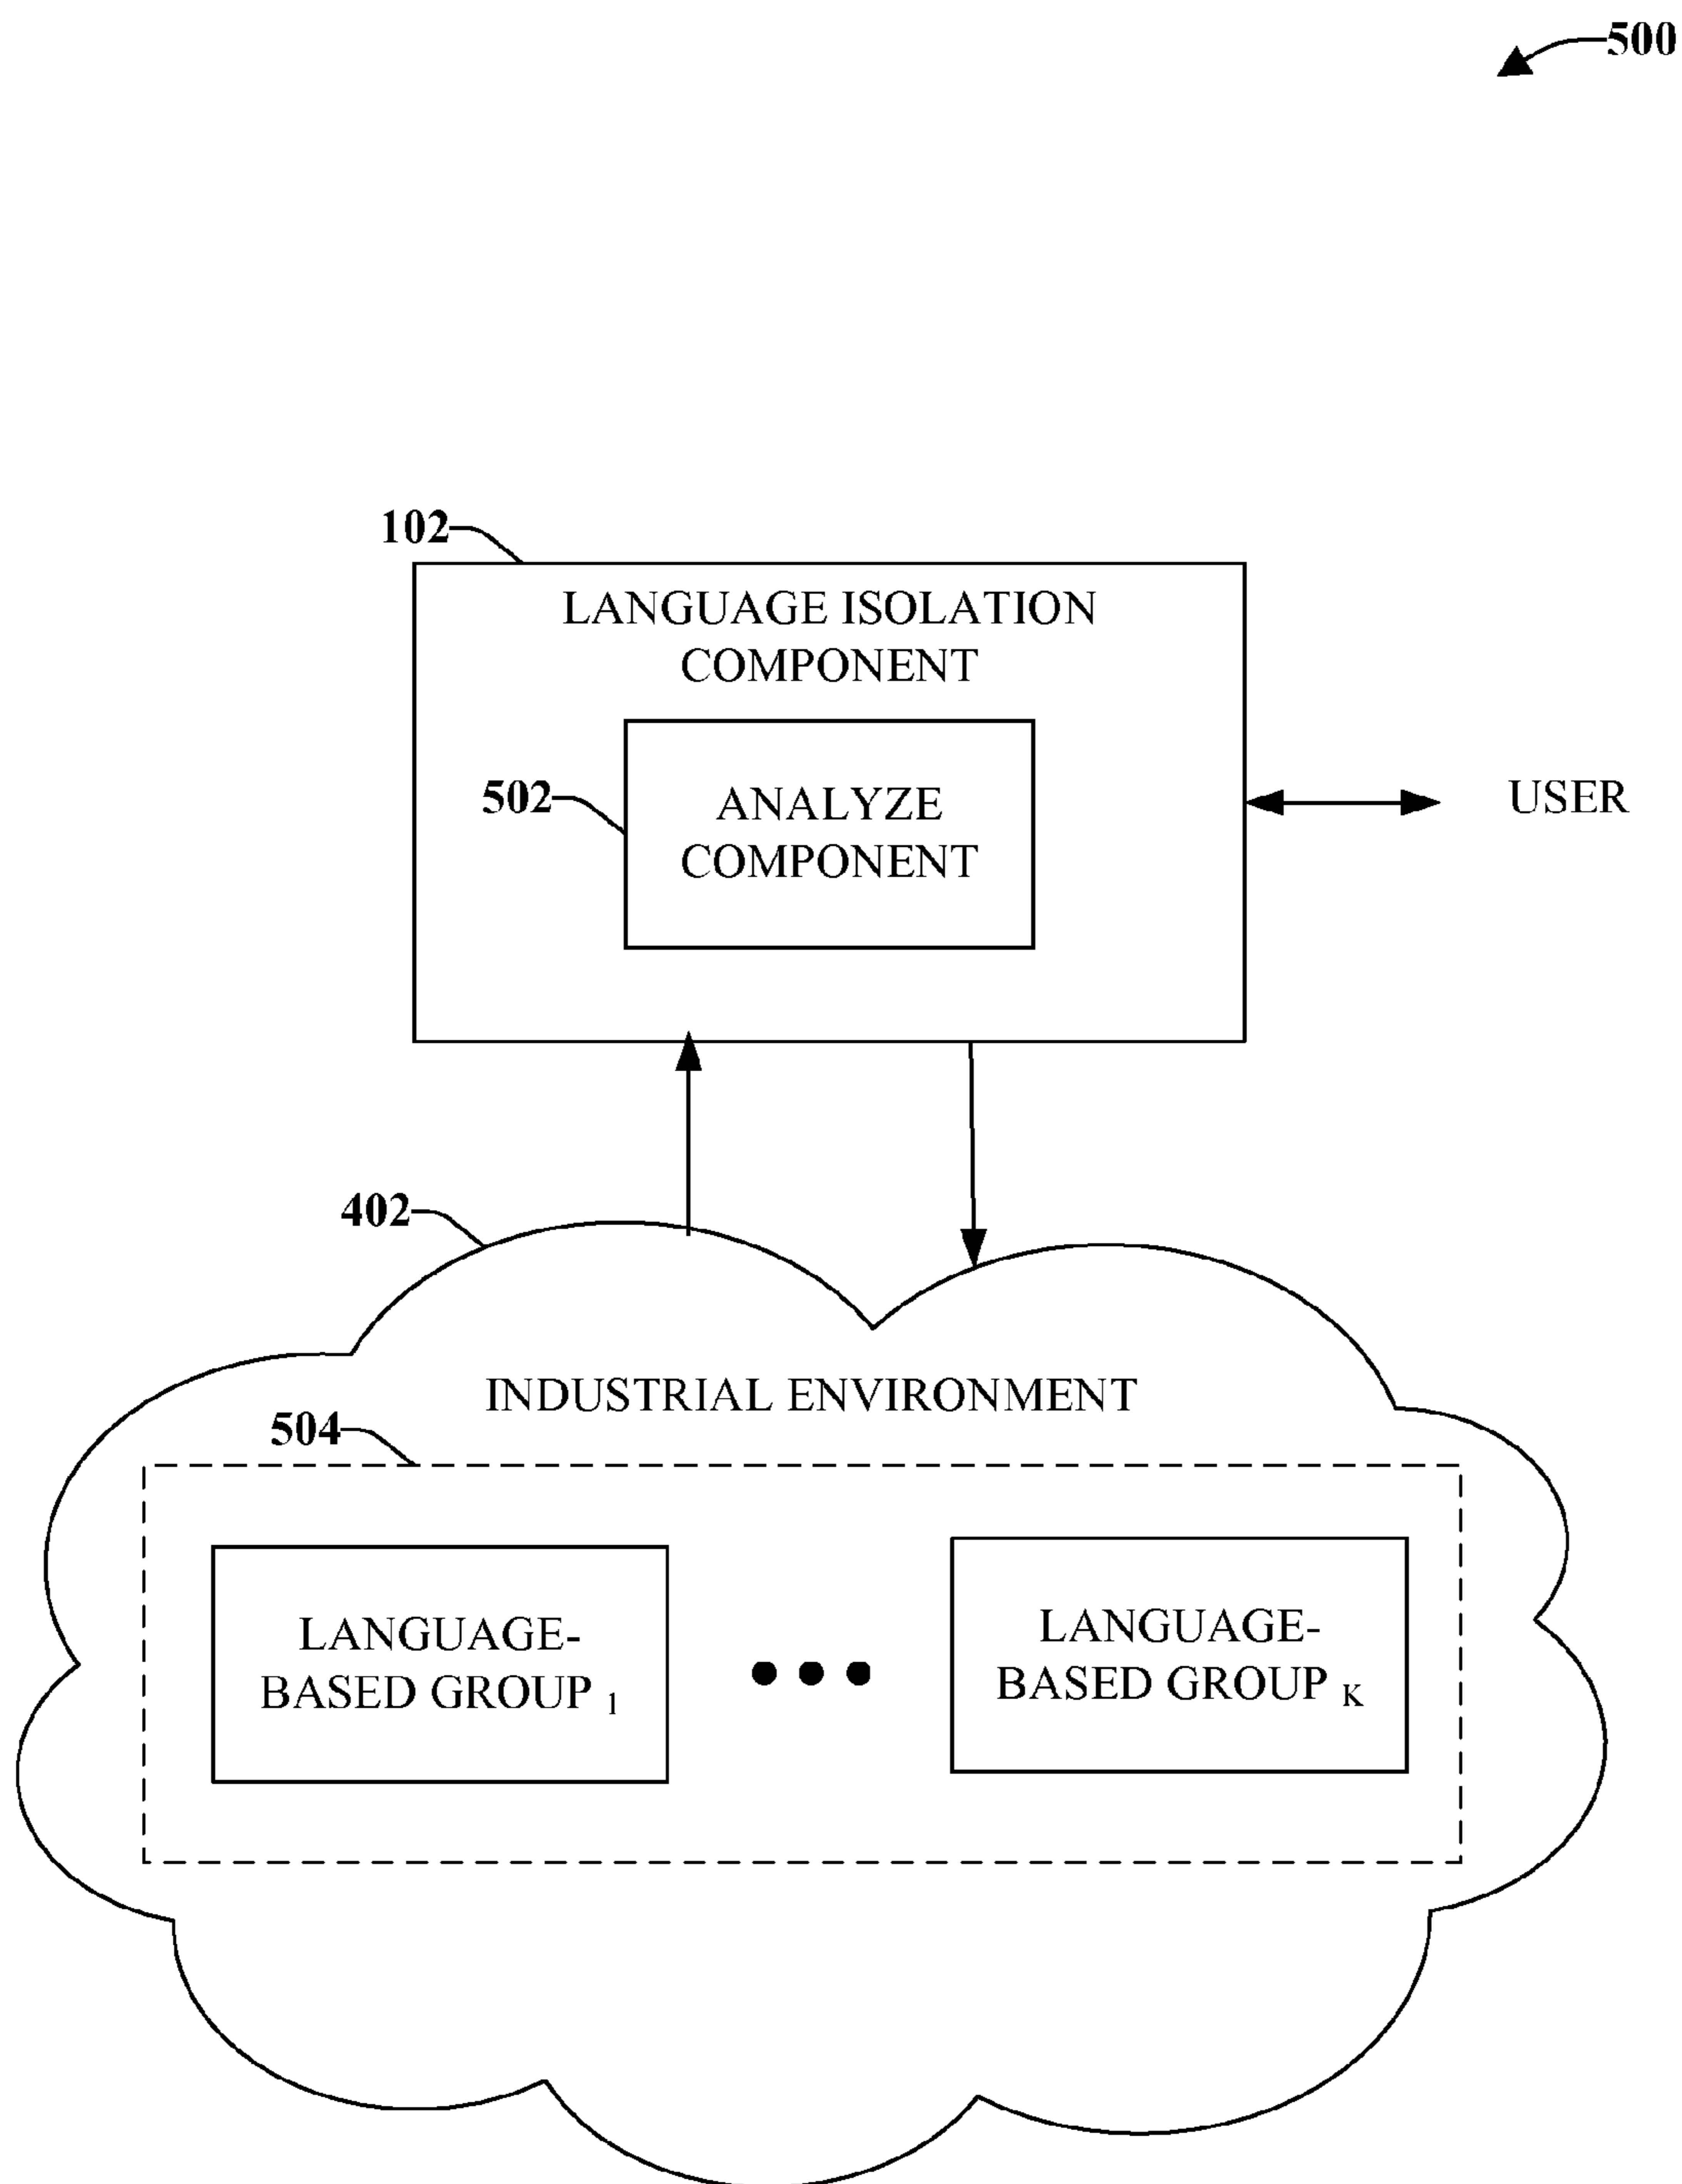 500
102
LANGUAGE ISOLATION
COMPONENT
502
ANALYZE
COMPONENT
USER
402
INDUSTRIAL ENVIRONMENT
504
LANGUAGE-
BASED GROUP 1
LANGUAGE-
BASED GROUP K